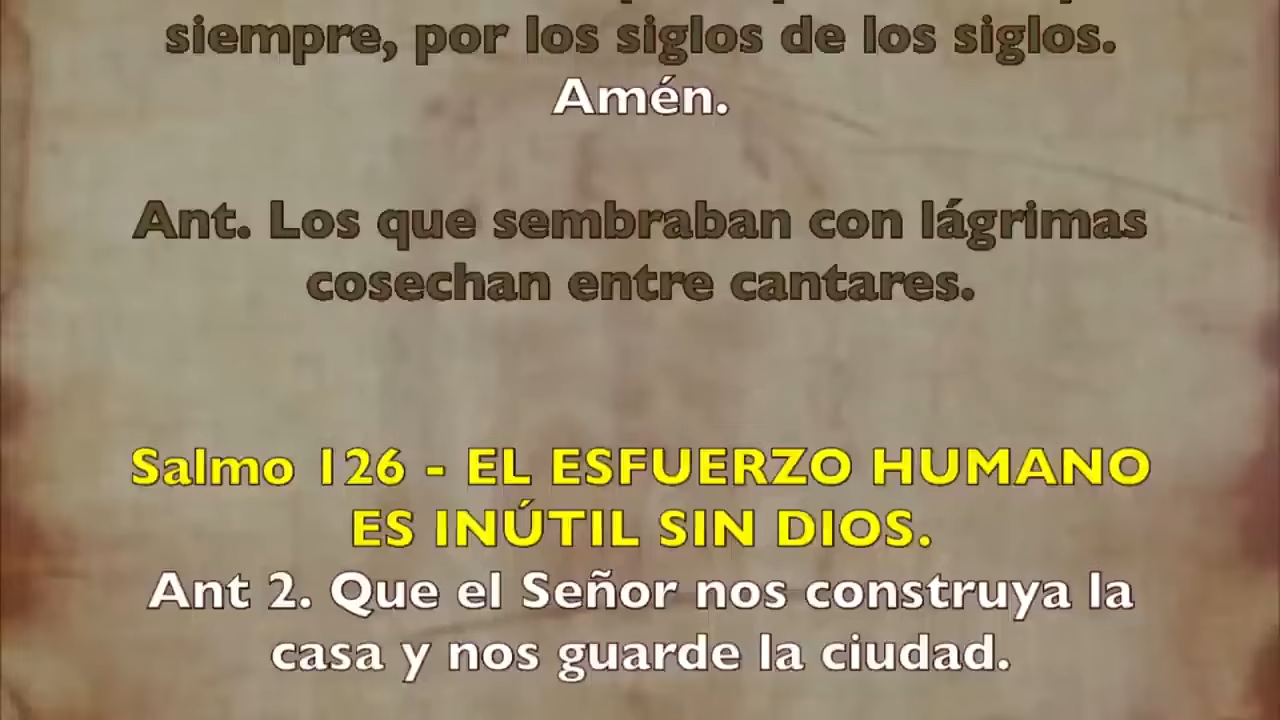 siempre, por los siglos de los siglos.
Amén.
Ant. Los que sembraban con lágrimas
cosechan entre cantares.
Salmo 126 - EL ESFUERZO HUMANO
ES INÚTIL SIN DIOS.
Ant 2. Que el Señor nos construya la
casa y nos guarde la ciudad.